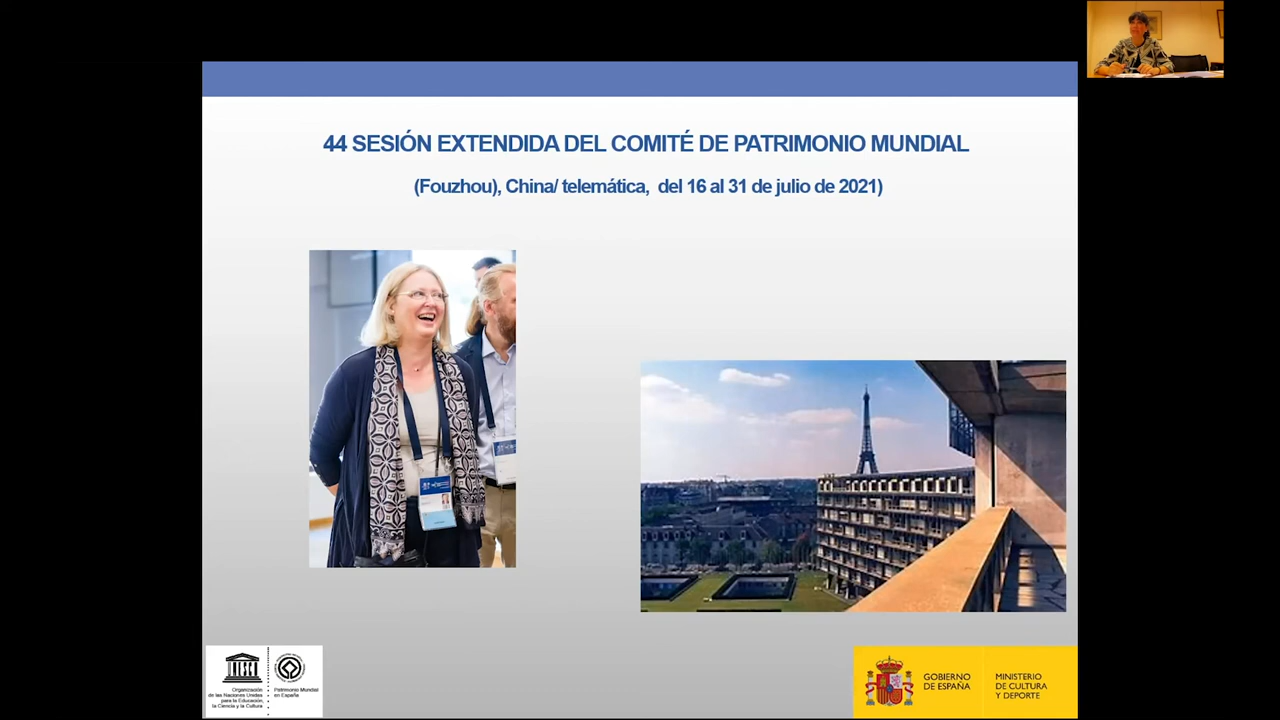 44 SESIÓN EXTENDIDA DEL COMITÉ DE PATRIMONIO MUNDIAL
(Fouzhou), China/ telemática, del 16 al 31 de julio de 2021)
Organización
de las Naciones Unidas
para la Educación,
la Ciencia y la Cultura
Patrimonio Mundial
en España
GOBIERNO
DE ESPAÑA
MINISTERIO
DE CULTURA
Y DEPORTE